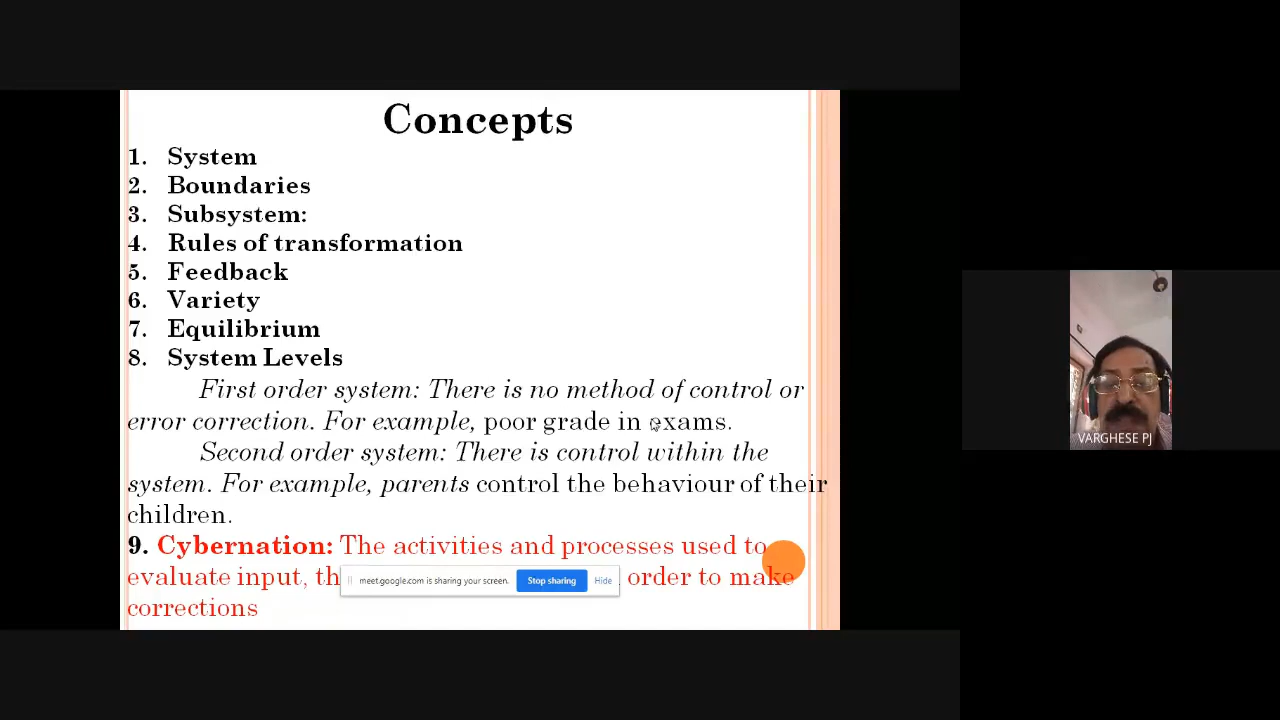 Concepts
1. System
2. Boundaries
3. Subsystem:
4. Rules of transformation
5. Feedback
6. Variety
7. Equilibrium
8. System Levels
First order system: There is no method of control or
error correction. For example, poor grade in exams.
Second order system: There is control within the
system. For example, parents control the behaviour of their
children.
9. Cybernation: The activities and processes used to
evaluate input, order to make
corrections
meet.google.com is sharing your screen. Stop sharing Hide
VARGHESE PJ